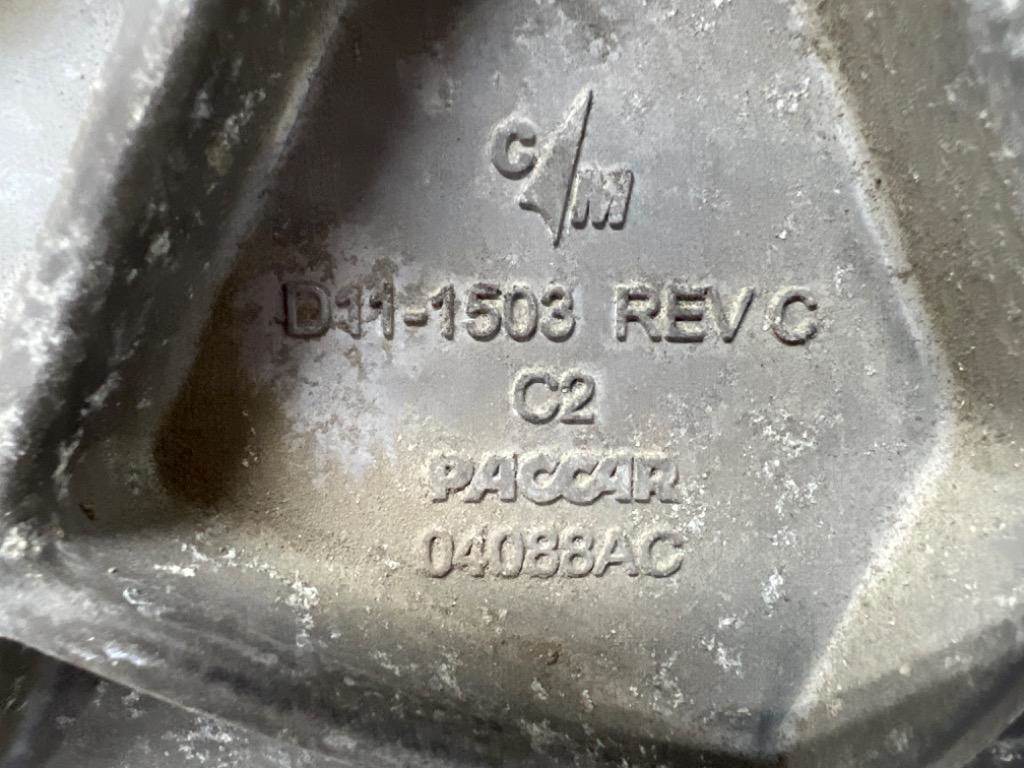 C M
D11-1503 REV C
C2
PACCAR
04088AC